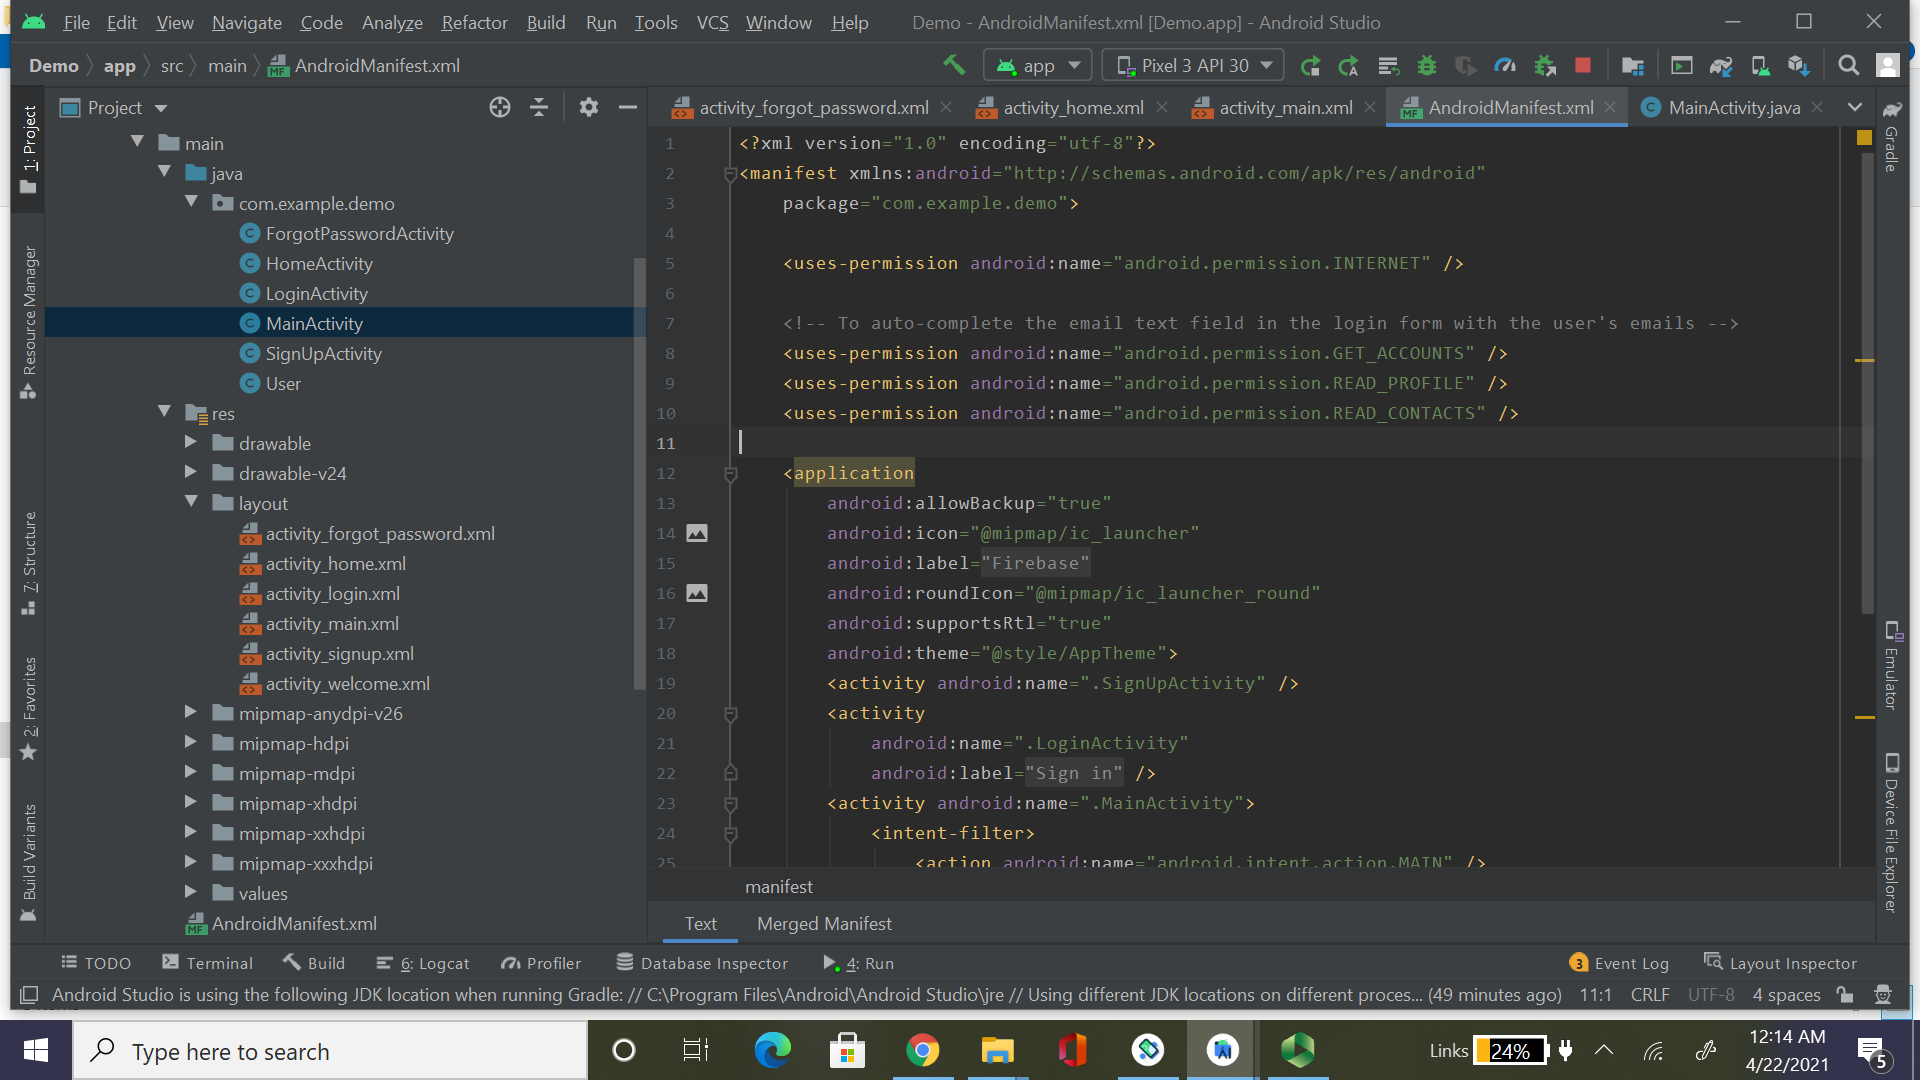 File Edit View Navigate Code Analyze Refactor Build Run Tools VCS Window Help Demo - AndroidManifest.xml [Demo.app] - Android Studio
Demo app src main AndroidManifest.xml app Pixel 3 API 30
Project
activity_forgot_password.xml activity_home.xml activity_main.xml AndroidManifest.xml MainActivity.java
1: Project
Resource Manager
7: Structure
2: Favorites
Build Variants
main
java
com.example.demo
ForgotPasswordActivity
HomeActivity
LoginActivity
MainActivity
SignUpActivity
User
res
drawable
drawable-v24
layout
activity_forgot_password.xml
activity_home.xml
activity_login.xml
activity_main.xml
activity_signup.xml
activity_welcome.xml
mipmap-anydpi-v26
mipmap-hdpi
mipmap-mdpi
mipmap-xhdpi
mipmap-xxhdpi
mipmap-xxxhdpi
values
AndroidManifest.xml
1 <?xml version="1.0" encoding="utf-8"?>
2 <manifest xmlns:android="http://schemas.android.com/apk/res/android"
3 package="com.example.demo">
4
5 <uses-permission android:name="android.permission.INTERNET" />
6
7 <!-- To auto-complete the email text field in the login form with the user's emails -->
8 <uses-permission android:name="android.permission.GET_ACCOUNTS" />
9 <uses-permission android:name="android.permission.READ_PROFILE" />
10 <uses-permission android:name="android.permission.READ_CONTACTS" />
11
12 <application
13 android:allowBackup="true"
14 android:icon="@mipmap/ic_launcher"
15 android:label="Firebase"
16 android:roundIcon="@mipmap/ic_launcher_round"
17 android:supportsRtl="true"
18 android:theme="@style/AppTheme">
19 <activity android:name=".SignUpActivity" />
20 <activity
21 android:name=".LoginActivity"
22 android:label="Sign in" />
23 <activity android:name=".MainActivity">
24 <intent-filter>
25 <action android:name="android.intent.action.MAIN" />
manifest
Text Merged Manifest
Gradle
Emulator
Device File Explorer
TODO Terminal Build 6: Logcat Profiler Database Inspector 4: Run 3 Event Log Layout Inspector
Android Studio is using the following JDK location when running Gradle: // C:\Program Files\Android\Android Studio\jre // Using different JDK locations on different proces... (49 minutes ago) 11:1 CRLF UTF-8 4 spaces
Type here to search Links 24% 12:14 AM
4/22/2021 5